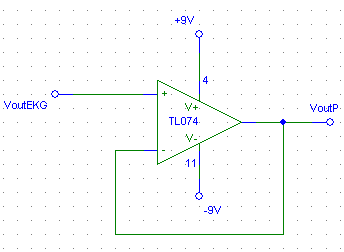 +9V
4
VoutEKG
+
V+
VoutP
TL074
V-
-
11
-9V